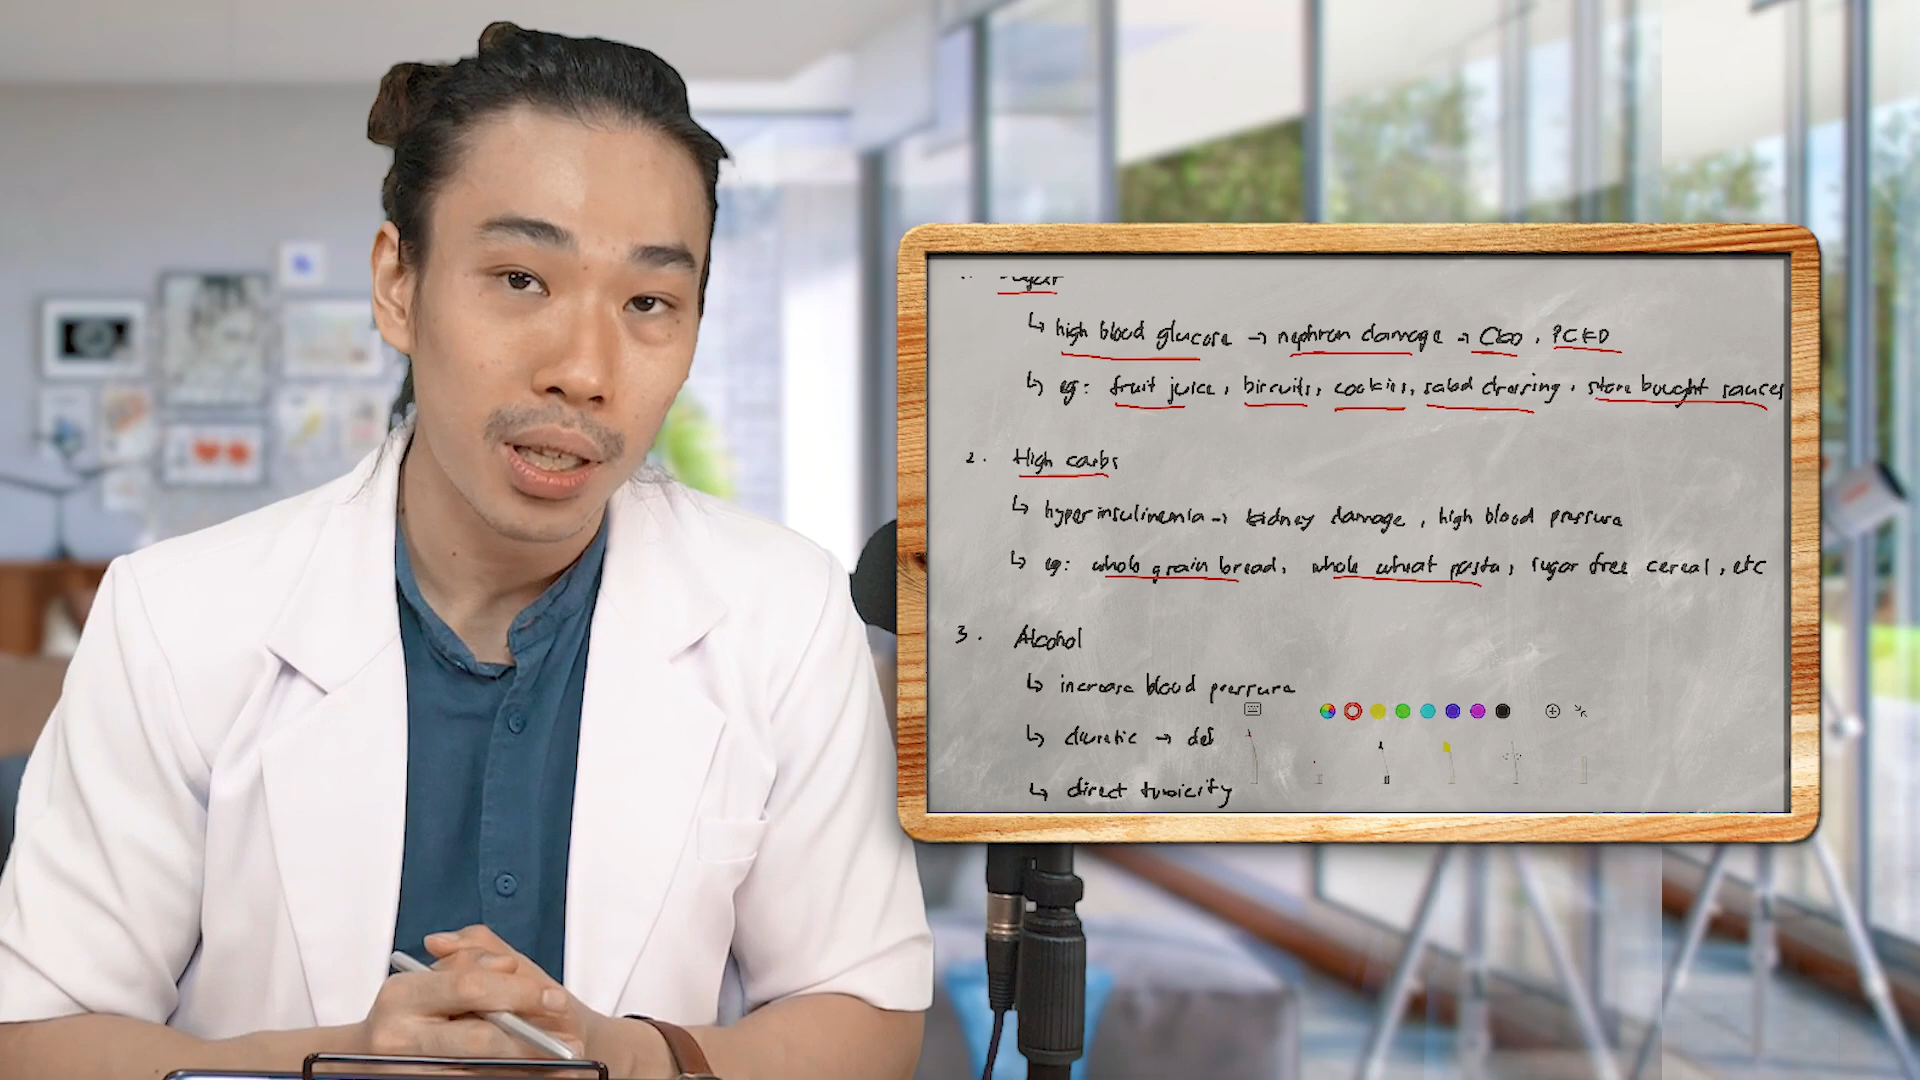 ↳ high blood glucose → nephron damage → CKD, PCKD
↳ eg: fruit juice, biscuits, cookies, salad dressing, store bought sauces
2. High carbs
↳ hyperinsulinemia → kidney damage, high blood pressure
↳ eg: whole grain bread, whole wheat pasta, sugar free cereal, etc
3. Alcohol
↳ increase blood pressure
↳ diuretic →
↳ direct toxicity